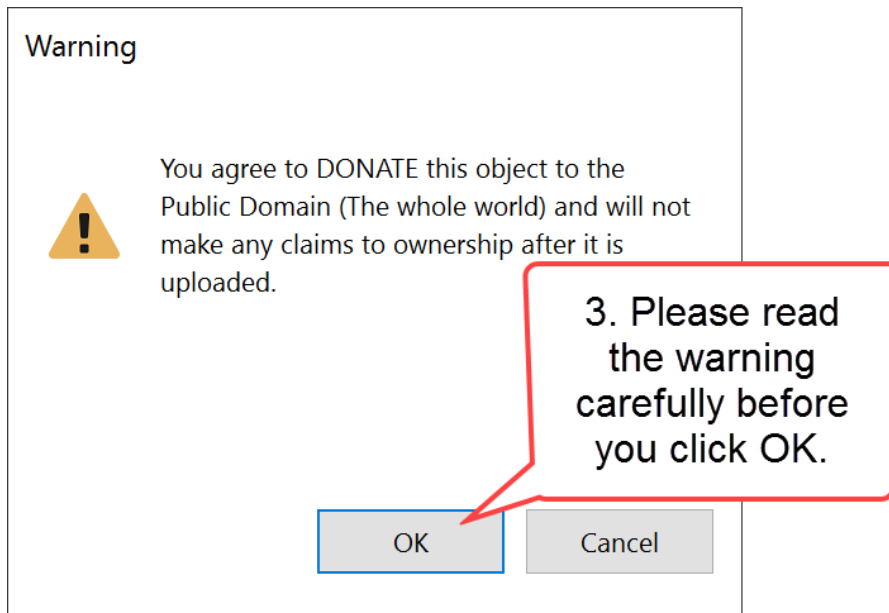 Warning
You agree to DONATE this object to the
Public Domain (The whole world) and will not
make any claims to ownership after it is
uploaded.
3. Please read
the warning
carefully before
you click OK.
OK
Cancel